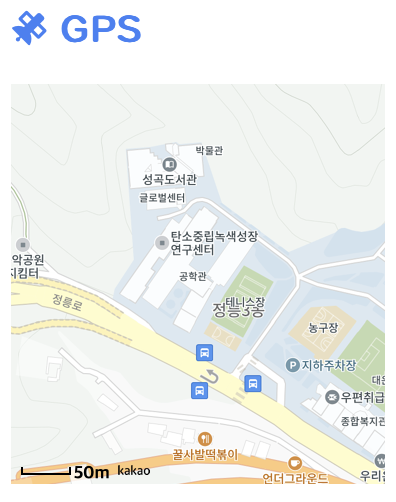 GPS
박물관
성곡도서관
글로벌센터
탄소중립녹색성장
연구센터
악공원
지킴터
공학관
테니스장
정릉3동
정릉로
농구장
P 지하주차장
대운
우편취급
종합복지관
꿀사발떡볶이
언더그라운드
우리은
50m kakao